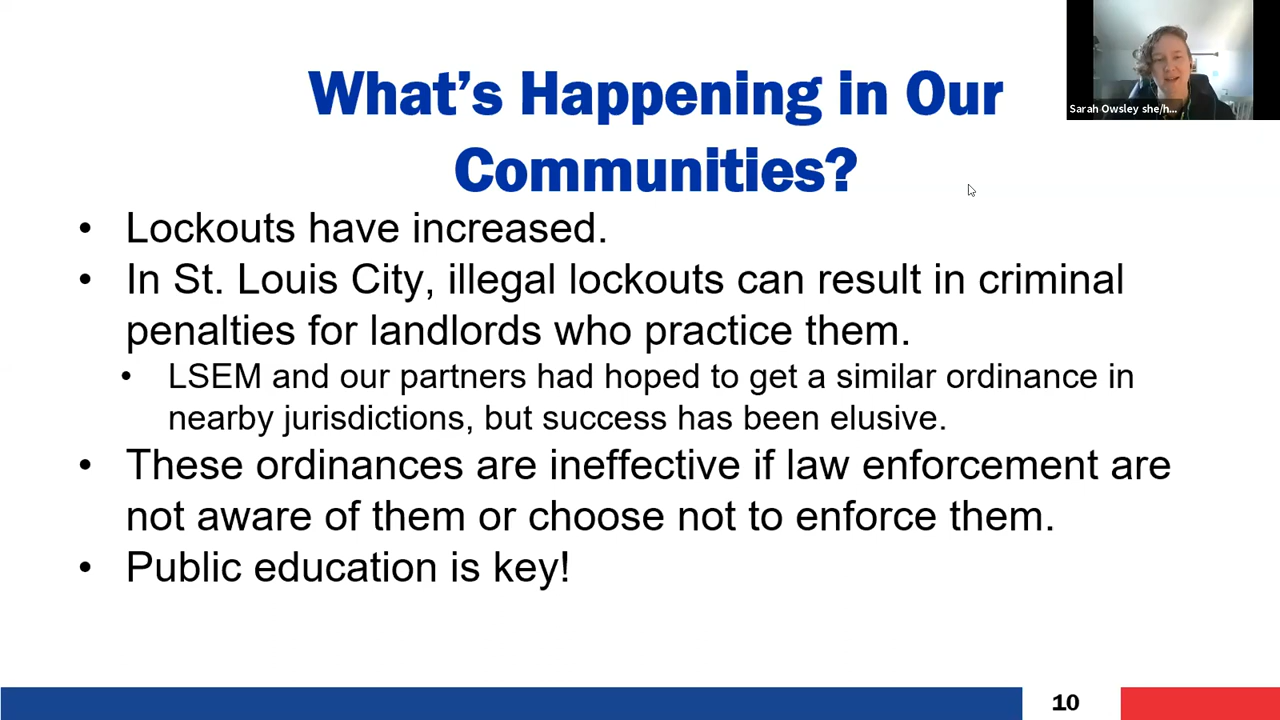 What's Happening in Our
Communities?
Sarah Owsley she/h...
• Lockouts have increased.
• In St. Louis City, illegal lockouts can result in criminal
penalties for landlords who practice them.
• LSEM and our partners had hoped to get a similar ordinance in
nearby jurisdictions, but success has been elusive.
• These ordinances are ineffective if law enforcement are
not aware of them or choose not to enforce them.
• Public education is key!
10